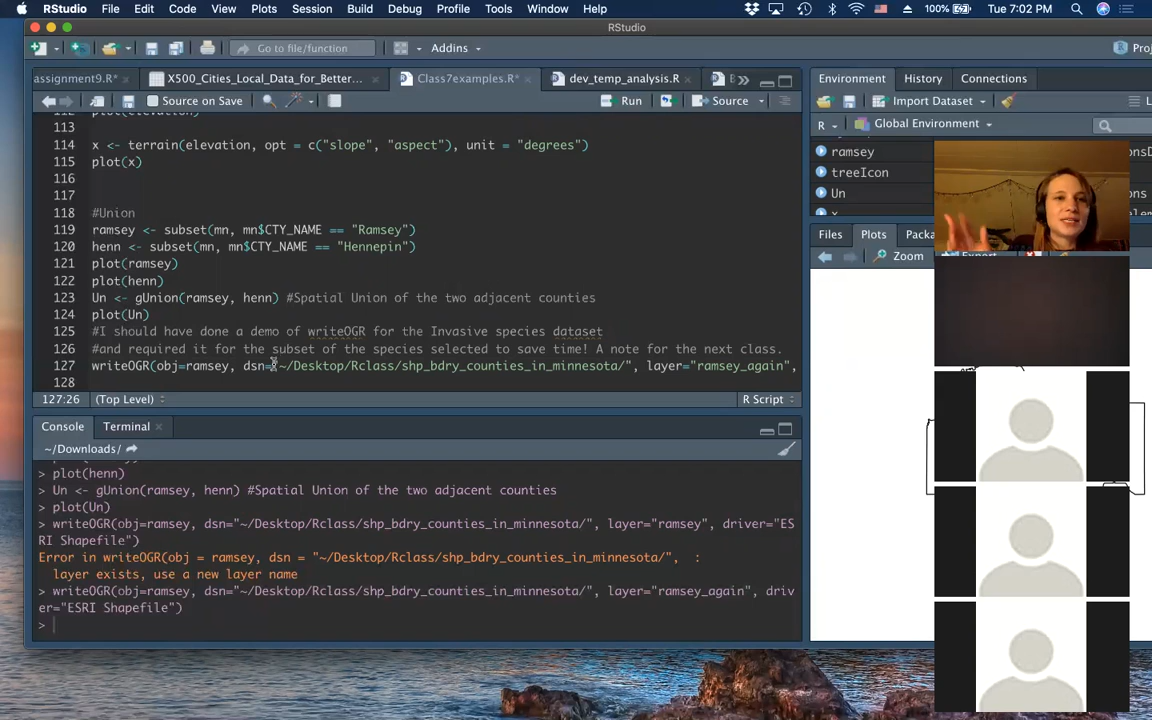 RStudio File Edit Code View Plots Session Build Debug Profile Tools Window Help 100% Tue 7:02 PM
RStudio
Go to file/function Addins
assignment9.R* X500_Cities_Local_Data_for_Better... Class7examples.R* dev_temp_analysis.R
Source on Save Run Source
112 plot(elevation)
113
114 x <- terrain(elevation, opt = c("slope", "aspect"), unit = "degrees")
115 plot(x)
116
117
118 #Union
119 ramsey <- subset(mn, mn$CTY_NAME == "Ramsey")
120 henn <- subset(mn, mn$CTY_NAME == "Hennepin")
121 plot(ramsey)
122 plot(henn)
123 Un <- gUnion(ramsey, henn) #Spatial Union of the two adjacent counties
124 plot(Un)
125 #I should have done a demo of writeOGR for the Invasive species dataset
126 #and required it for the subset of the species selected to save time! A note for the next class.
127 writeOGR(obj=ramsey, dsn="~/Desktop/Rclass/shp_bdry_counties_in_minnesota/", layer="ramsey_again",
128
127:26 (Top Level) R Script
Console Terminal
~/Downloads/
> plot(henn)
> Un <- gUnion(ramsey, henn) #Spatial Union of the two adjacent counties
> plot(Un)
> writeOGR(obj=ramsey, dsn="~/Desktop/Rclass/shp_bdry_counties_in_minnesota/", layer="ramsey", driver="ES
RI Shapefile")
Error in writeOGR(obj = ramsey, dsn = "~/Desktop/Rclass/shp_bdry_counties_in_minnesota/", :
layer exists, use a new layer name
> writeOGR(obj=ramsey, dsn="~/Desktop/Rclass/shp_bdry_counties_in_minnesota/", layer="ramsey_again", driv
er="ESRI Shapefile")
>
Environment History Connections
Import Dataset
R Global Environment
ramsey
treeIcon
Un
x
Files Plots
Zoom Export